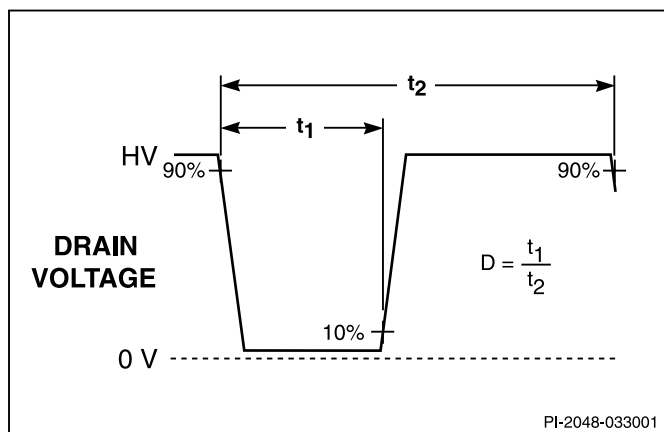 t2
t1
HV
90%
90%
DRAIN
VOLTAGE
D = t1
t2
10%
0 V
PI-2048-033001